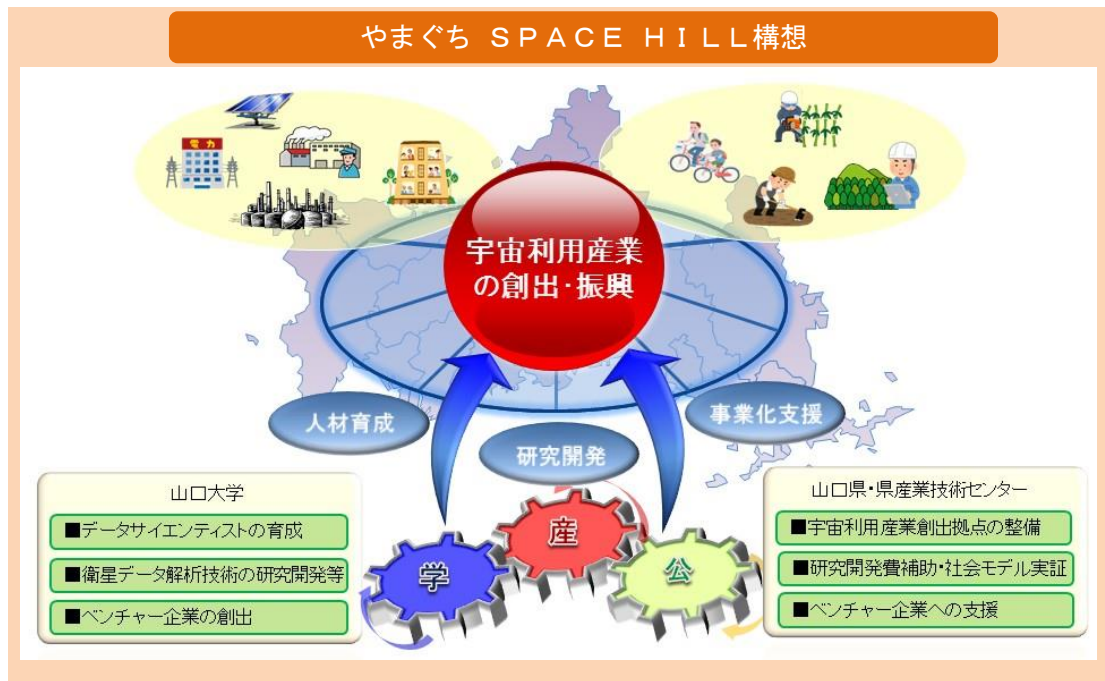 やまぐち ＳＰＡＣＥ ＨＩＬＬ構想
電力
宇宙利用産業
の創出・振興
人材育成
研究開発
事業化支援
山口大学
■データサイエンティストの育成
■衛星データ解析技術の研究開発等
■ベンチャー企業の創出
学
産
公
山口県・県産業技術センター
■宇宙利用産業創出拠点の整備
■研究開発費補助・社会モデル実証
■ベンチャー企業への支援